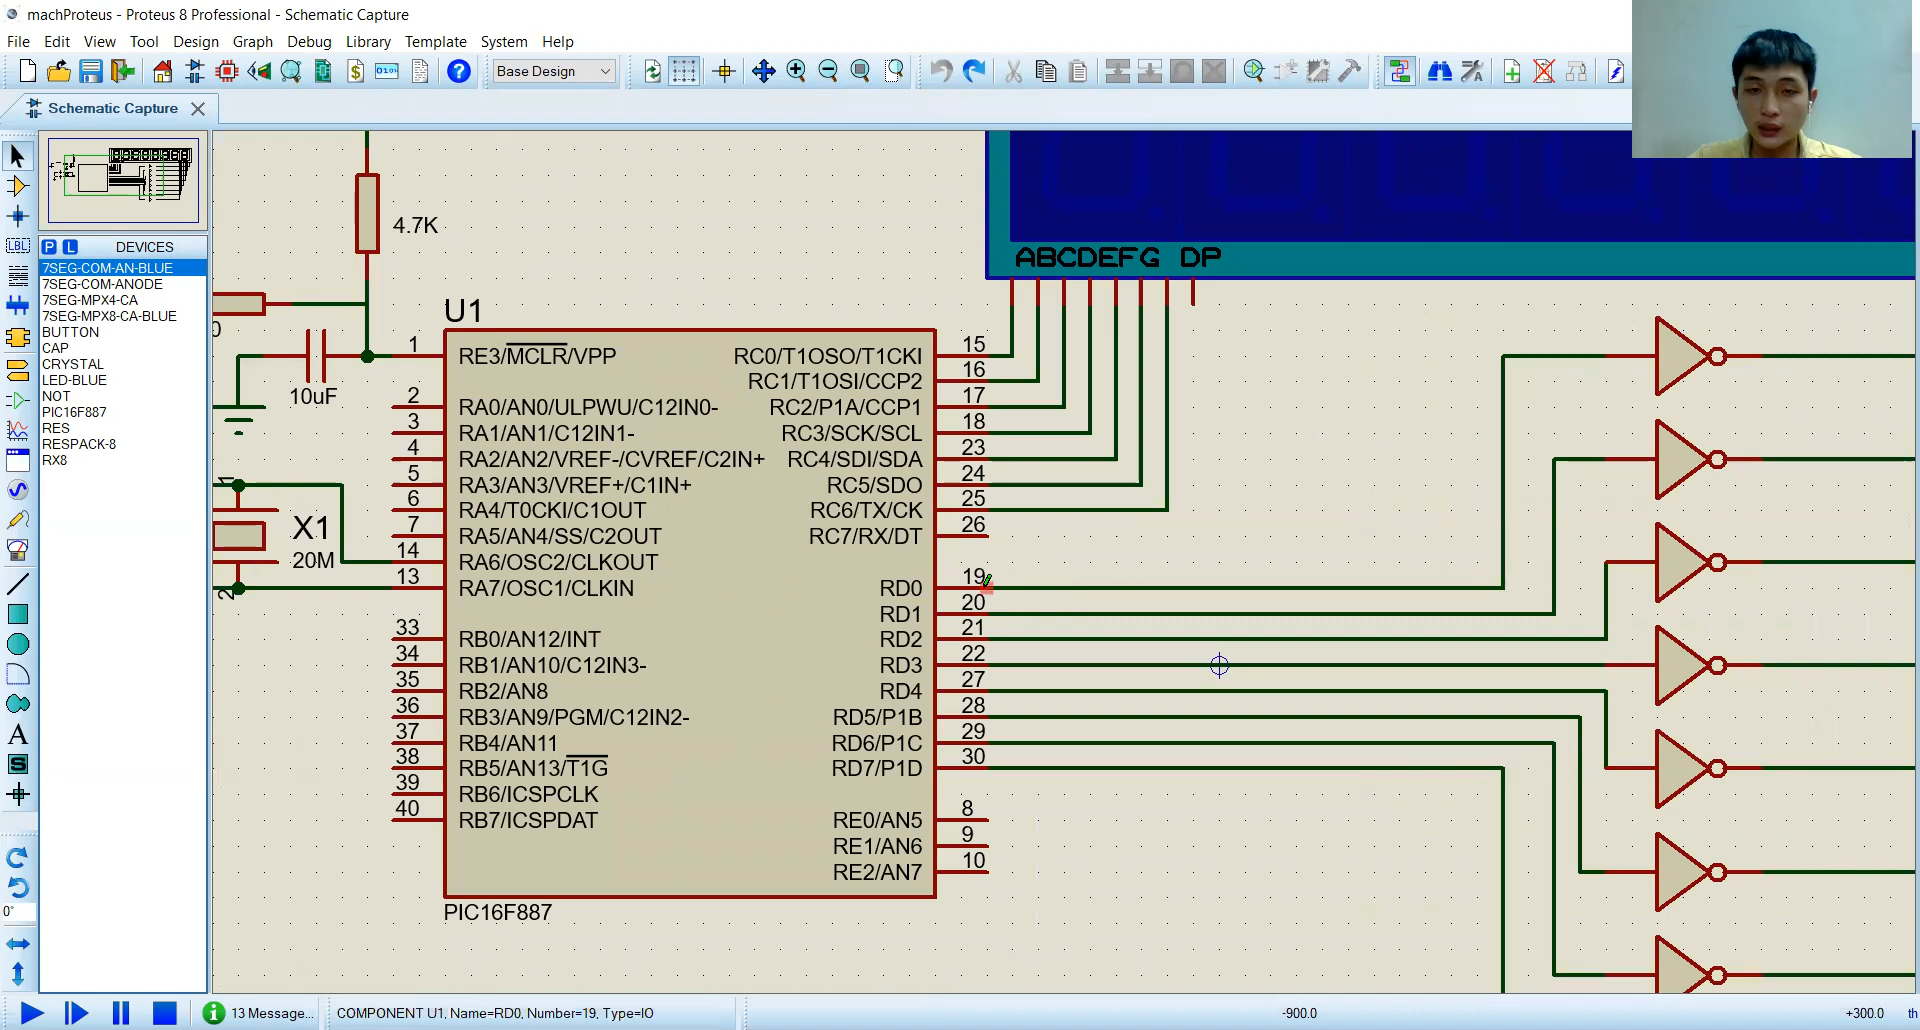 machProteus - Proteus 8 Professional - Schematic Capture
File Edit View Tool Design Graph Debug Library Template System Help
Base Design
Schematic Capture
P L DEVICES
7SEG-COM-AN-BLUE
7SEG-COM-ANODE
7SEG-MPX4-CA
7SEG-MPX8-CA-BLUE
BUTTON
CAP
CRYSTAL
LED-BLUE
NOT
PIC16F887
RES
RESPACK-8
RX8
LBL
A
S
0°
4.7K
0
10uF
X1
20M
1
2
ABCDEFG DP
U1
1 RE3/MCLR/VPP
2 RA0/AN0/ULPWU/C12IN0-
3 RA1/AN1/C12IN1-
4 RA2/AN2/VREF-/CVREF/C2IN+
5 RA3/AN3/VREF+/C1IN+
6 RA4/T0CKI/C1OUT
7 RA5/AN4/SS/C2OUT
14 RA6/OSC2/CLKOUT
13 RA7/OSC1/CLKIN
33 RB0/AN12/INT
34 RB1/AN10/C12IN3-
35 RB2/AN8
36 RB3/AN9/PGM/C12IN2-
37 RB4/AN11
38 RB5/AN13/T1G
39 RB6/ICSPCLK
40 RB7/ICSPDAT
RC0/T1OSO/T1CKI 15
RC1/T1OSI/CCP2 16
RC2/P1A/CCP1 17
RC3/SCK/SCL 18
RC4/SDI/SDA 23
RC5/SDO 24
RC6/TX/CK 25
RC7/RX/DT 26
RD0 19
RD1 20
RD2 21
RD3 22
RD4 27
RD5/P1B 28
RD6/P1C 29
RD7/P1D 30
RE0/AN5 8
RE1/AN6 9
RE2/AN7 10
PIC16F887
13 Message...
COMPONENT U1, Name=RD0, Number=19, Type=IO
-900.0
+300.0 th